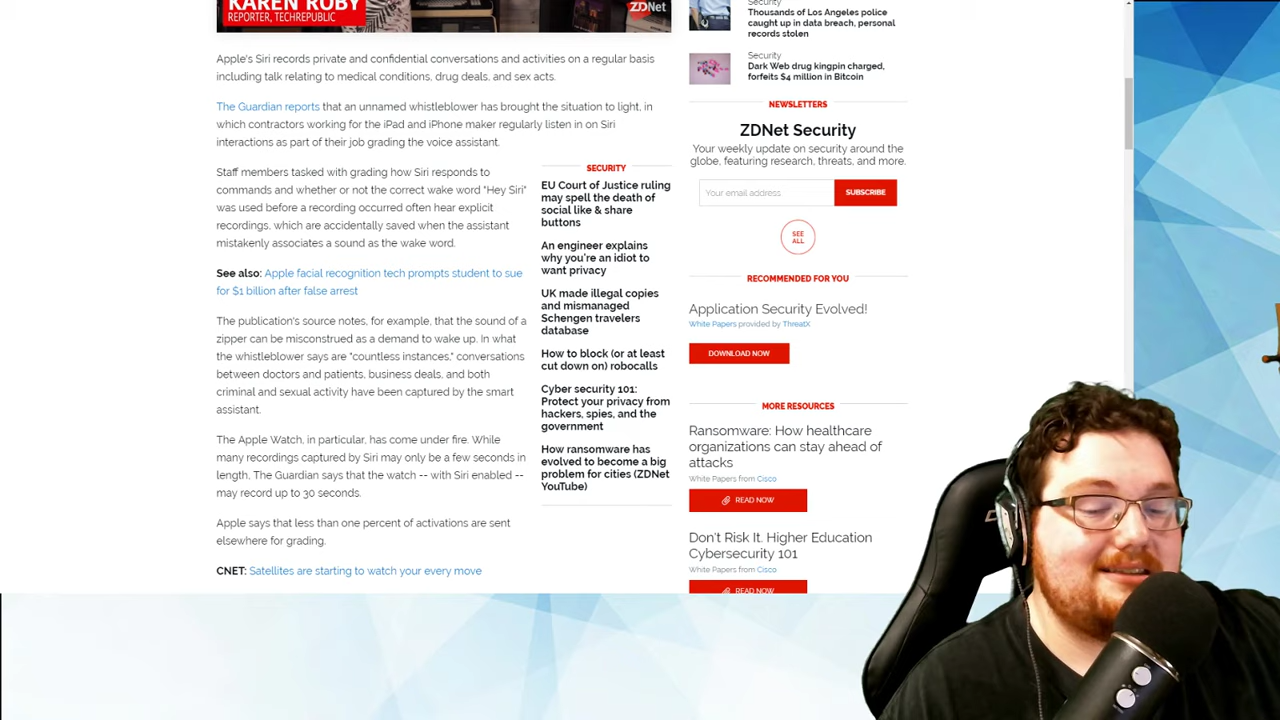 KAREN ROBY
REPORTER, TECHREPUBLIC
ZDNet
Apple's Siri records private and confidential conversations and activities on a regular basis
including talk relating to medical conditions, drug deals, and sex acts.
The Guardian reports that an unnamed whistleblower has brought the situation to light, in
which contractors working for the iPad and iPhone maker regularly listen in on Siri
interactions as part of their job grading the voice assistant.
Staff members tasked with grading how Siri responds to
commands and whether or not the correct wake word "Hey Siri"
was used before a recording occurred often hear explicit
recordings, which are accidentally saved when the assistant
mistakenly associates a sound as the wake word.
See also: Apple facial recognition tech prompts student to sue
for $1 billion after false arrest
The publication's source notes, for example, that the sound of a
zipper can be misconstrued as a demand to wake up. In what
the whistleblower says are "countless instances," conversations
between doctors and patients, business deals, and both
criminal and sexual activity have been captured by the smart
assistant.
The Apple Watch, in particular, has come under fire. While
many recordings captured by Siri may only be a few seconds in
length, The Guardian says that the watch -- with Siri enabled --
may record up to 30 seconds.
Apple says that less than one percent of activations are sent
elsewhere for grading.
CNET: Satellites are starting to watch your every move
SECURITY
EU Court of Justice ruling
may spell the death of
social like & share
buttons
An engineer explains
why you're an idiot to
want privacy
UK made illegal copies
and mismanaged
Schengen travelers
database
How to block (or at least
cut down on) robocalls
Cyber security 101:
Protect your privacy from
hackers, spies, and the
government
How ransomware has
evolved to become a big
problem for cities (ZDNet
YouTube)
Security
Thousands of Los Angeles police
caught up in data breach, personal
records stolen
Security
Dark Web drug kingpin charged,
forfeits $4 million in Bitcoin
NEWSLETTERS
ZDNet Security
Your weekly update on security around the
globe, featuring research, threats, and more.
Your email address
SUBSCRIBE
SEE
ALL
RECOMMENDED FOR YOU
Application Security Evolved!
White Papers provided by ThreatX
DOWNLOAD NOW
MORE RESOURCES
Ransomware: How healthcare
organizations can stay ahead of
attacks
White Papers from Cisco
READ NOW
Don't Risk It. Higher Education
Cybersecurity 101
White Papers from Cisco
READ NOW